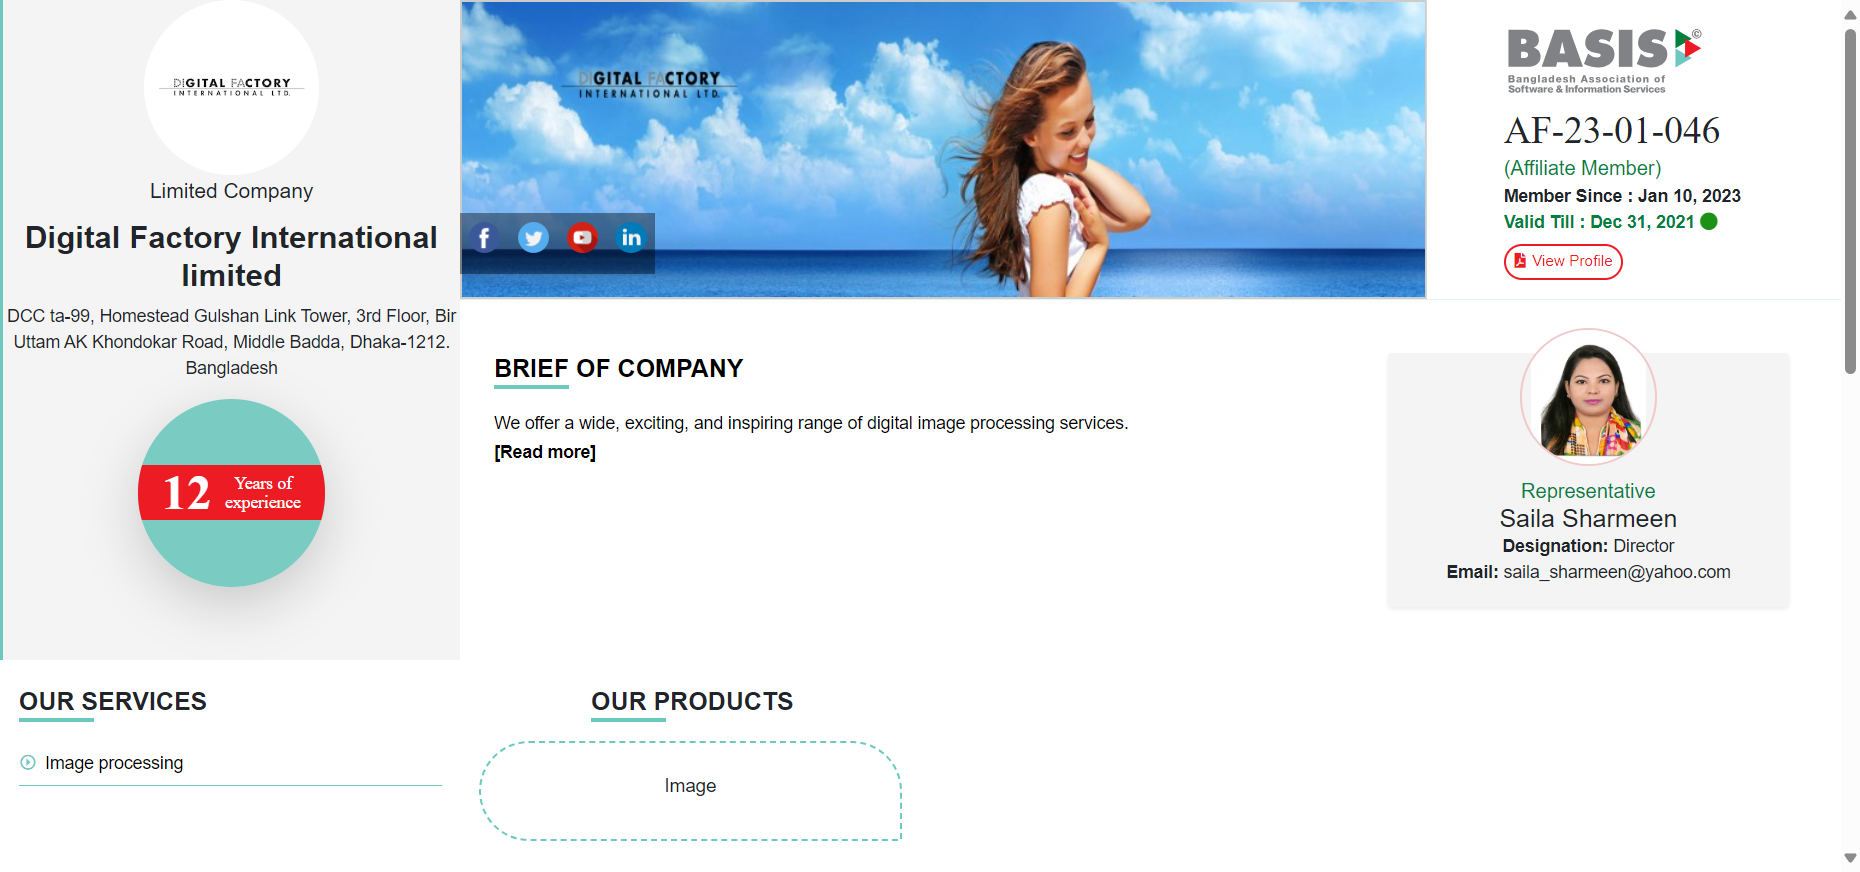 DIGITAL FACTORY
INTERNATIONAL LTD.
Limited Company
Digital Factory International
limited
DCC ta-99, Homestead Gulshan Link Tower, 3rd Floor, Bir
Uttam AK Khondokar Road, Middle Badda, Dhaka-1212.
Bangladesh
12 Years of
experience
DIGITAL FACTORY
INTERNATIONAL LTD.
BASIS©
Bangladesh Association of
Software & Information Services
AF-23-01-046
(Affiliate Member)
Member Since : Jan 10, 2023
Valid Till : Dec 31, 2021
View Profile
BRIEF OF COMPANY
We offer a wide, exciting, and inspiring range of digital image processing services.
[Read more]
Representative
Saila Sharmeen
Designation: Director
Email: saila_sharmeen@yahoo.com
OUR SERVICES
Image processing
OUR PRODUCTS
Image